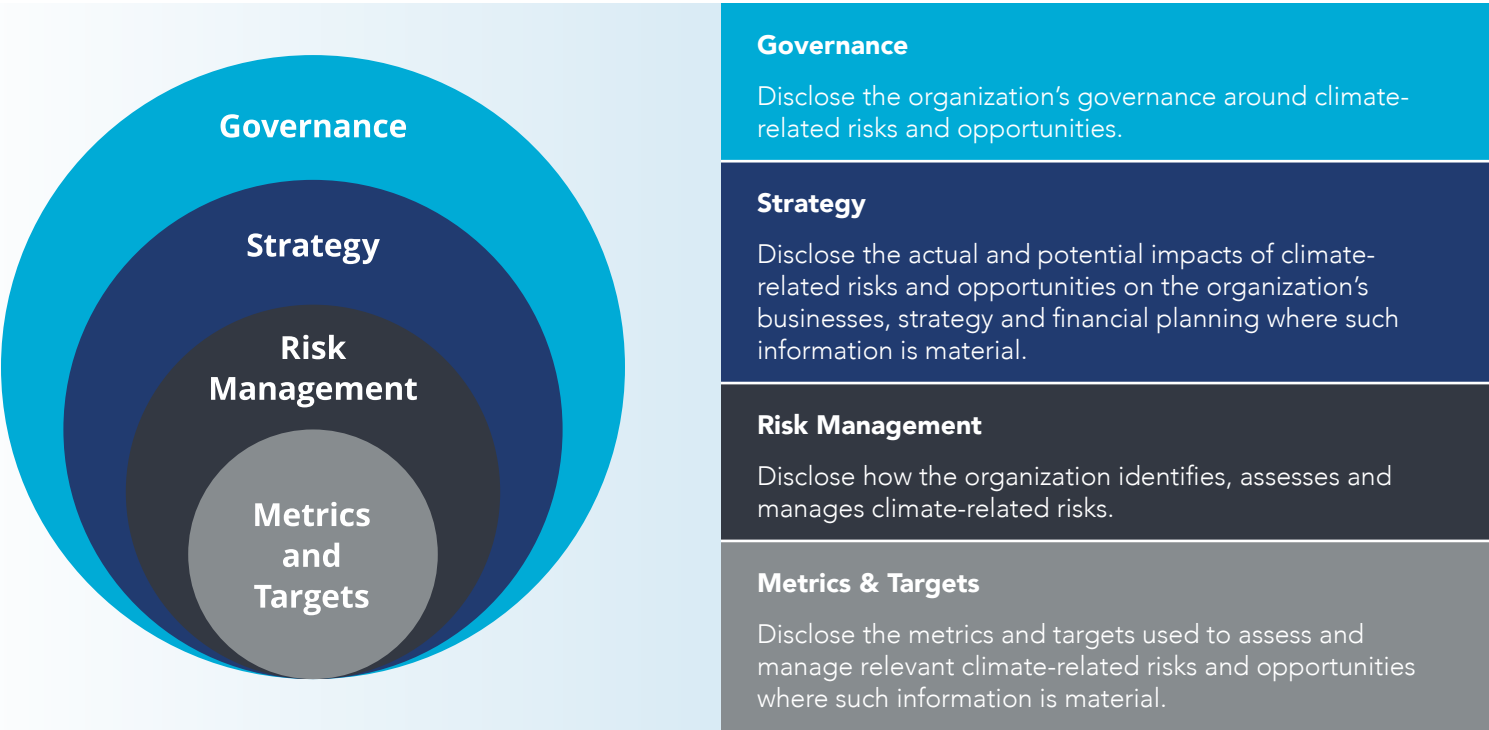 Governance
Strategy
Risk
Management
Metrics
and
Targets
Governance
Disclose the organization’s governance around climate-
related risks and opportunities.
Strategy
Disclose the actual and potential impacts of climate-
related risks and opportunities on the organization’s
businesses, strategy and financial planning where such
information is material.
Risk Management
Disclose how the organization identifies, assesses and
manages climate-related risks.
Metrics & Targets
Disclose the metrics and targets used to assess and
manage relevant climate-related risks and opportunities
where such information is material.